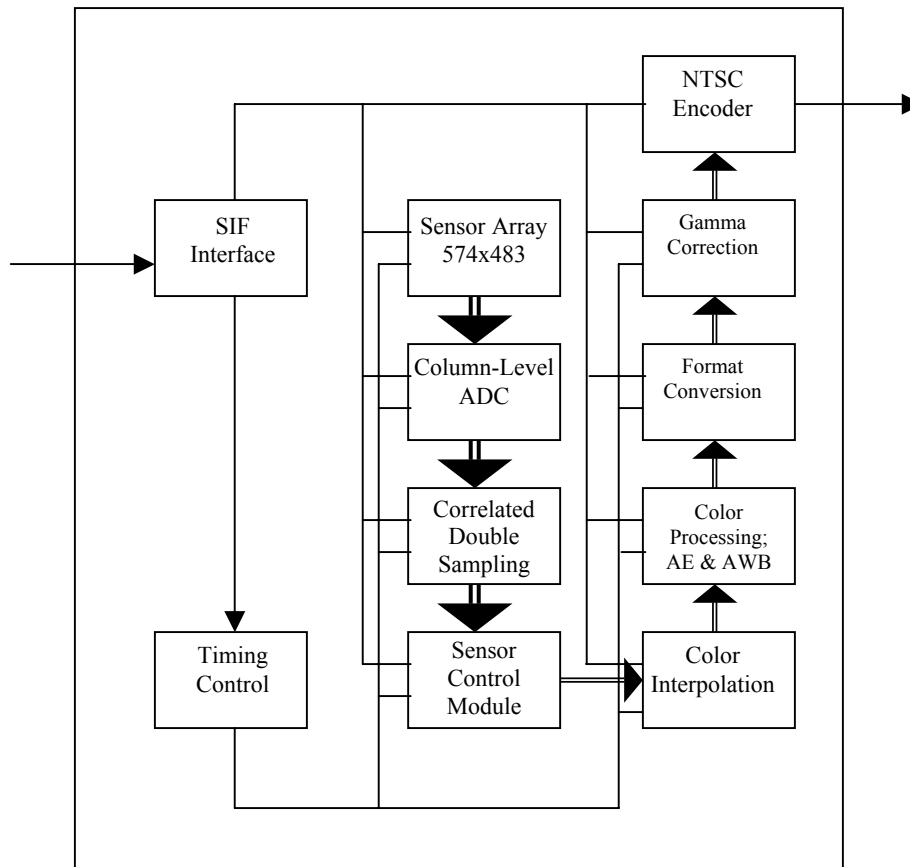 NTSC
Encoder
SIF
Interface
Sensor Array
574x483
Gamma
Correction
Column-Level
ADC
Format
Conversion
Correlated
Double
Sampling
Color
Processing;
AE & AWB
Timing
Control
Sensor
Control
Module
Color
Interpolation